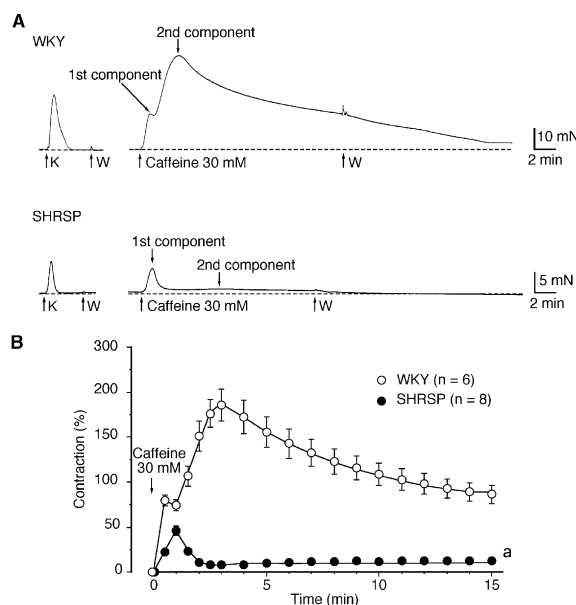 A
WKY
2nd component
1st component
10 mN
2 min
K
W
Caffeine 30 mM
W
SHRSP
1st component
2nd component
5 mN
2 min
K
W
Caffeine 30 mM
W
B
300
200
150
100
50
0
Contraction (%)
WKY (n = 6)
SHRSP (n = 8)
Caffeine
30 mM
a
0
5
10
15
Time (min)